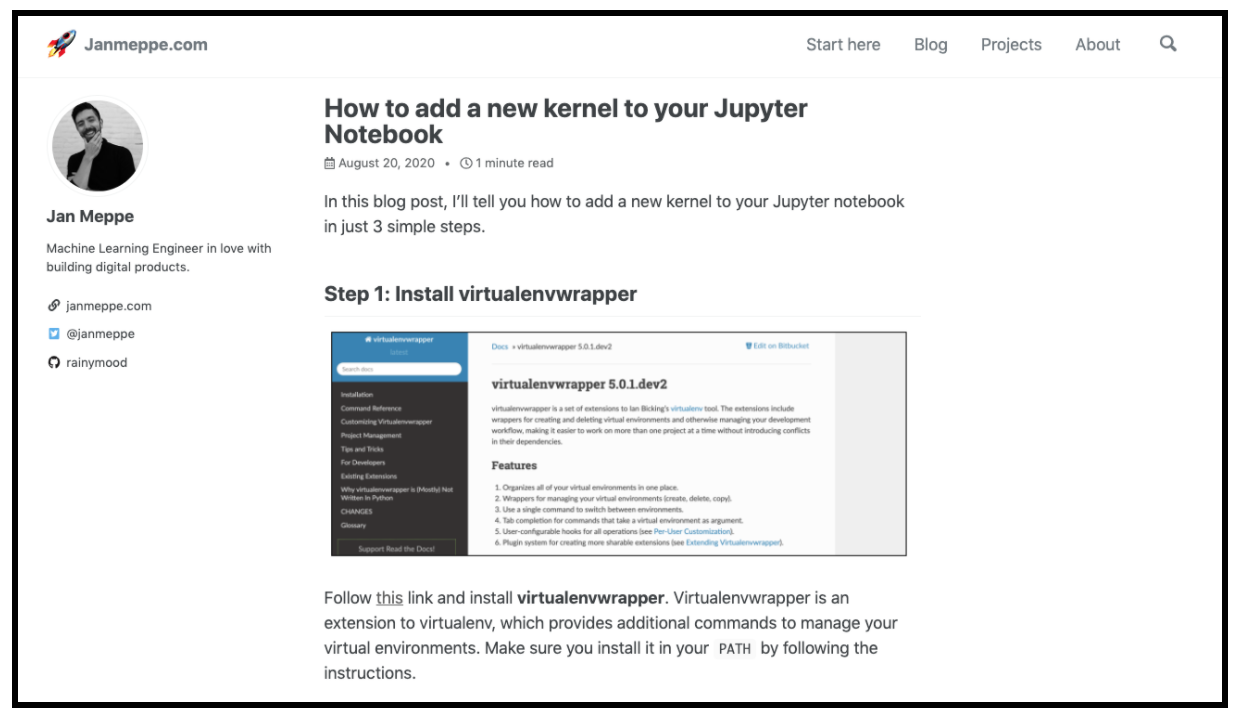 Janmeppe.com
Start here
Blog
Projects
About
Jan Meppe
Machine Learning Engineer in love with
building digital products.
janmeppe.com
@janmeppe
rainymood
How to add a new kernel to your Jupyter
Notebook
August 20, 2020 • 1 minute read
In this blog post, I'll tell you how to add a new kernel to your Jupyter notebook
in just 3 simple steps.
Step 1: Install virtualenvwrapper
virtualenvwrapper
latest
Search docs
Installation
Command Reference
Customizing Virtualenvwrapper
Project Management
Tips and Tricks
For Developers
Existing Extensions
Why virtualenvwrapper is (Mostly) Not
Written In Python
CHANGES
Glossary
Support Read the Docs!
Docs » virtualenvwrapper 5.0.1.dev2
Edit on Bitbucket
virtualenvwrapper 5.0.1.dev2
virtualenvwrapper is a set of extensions to Ian Bicking's virtualenv tool. The extensions include
wrappers for creating and deleting virtual environments and otherwise managing your development
workflow, making it easier to work on more than one project at a time without introducing conflicts
in their dependencies.
Features
1. Organizes all of your virtual environments in one place.
2. Wrappers for managing your virtual environments (create, delete, copy).
3. Use a single command to switch between environments.
4. Tab completion for commands that take a virtual environment as argument.
5. User-configurable hooks for all operations (see Per-User Customization).
6. Plugin system for creating more sharable extensions (see Extending Virtualenvwrapper).
Follow this link and install virtualenvwrapper. Virtualenvwrapper is an
extension to virtualenv, which provides additional commands to manage your
virtual environments. Make sure you install it in your PATH by following the
instructions.